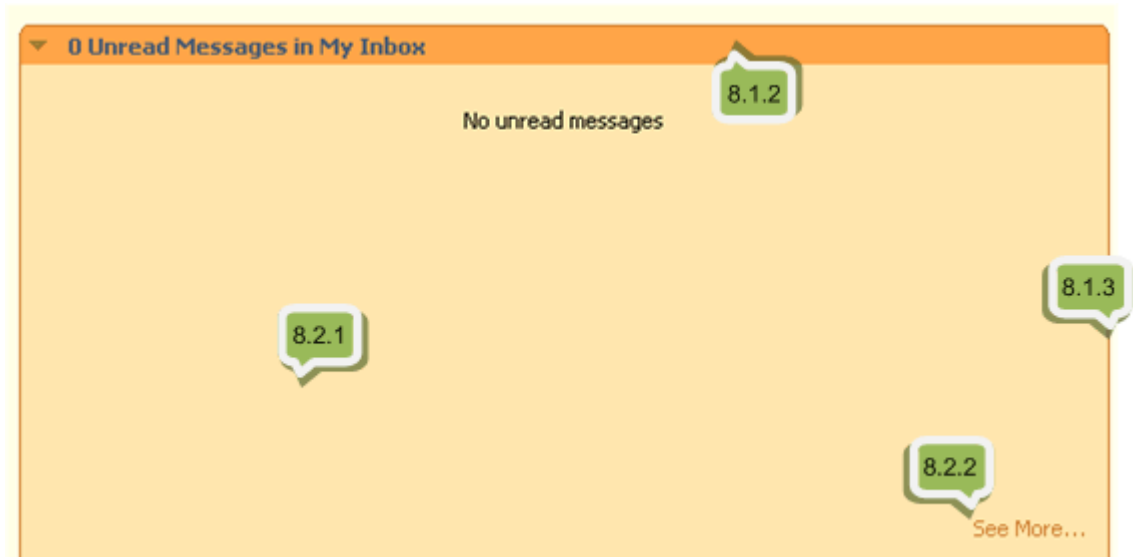 0 Unread Messages in My Inbox
8.1.2
No unread messages
8.1.3
8.2.1
8.2.2
See More...